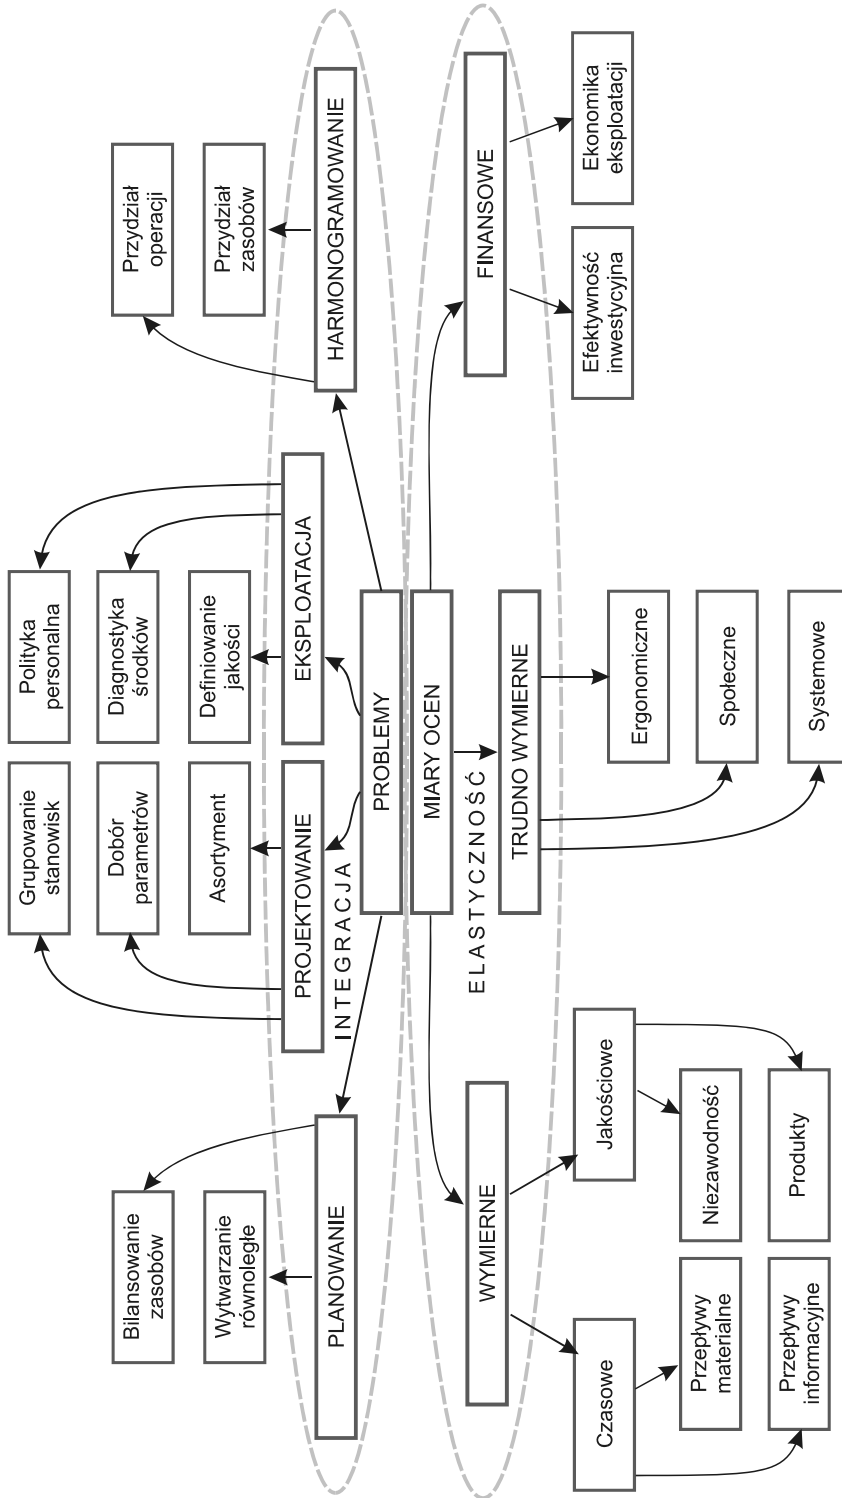 Grupowanie
stanowisk
Polityka
personalna
Bilansowanie
zasobów
Dobór
parametrów
Diagnostyka
środków
Przydział
operacji
Wytwarzanie
równoległe
Asortyment
Definiowanie
jakości
Przydział
zasobów
PLANOWANIE
PROJEKTOWANIE
EKSPLOATACJA
HARMONOGRAMOWANIE
INTEGRACJA
PROBLEMY
MIARY OCEN
ELASTYCZNOŚĆ
WYMIERNE
TRUDNO WYMIERNE
FINANSOWE
Czasowe
Jakościowe
Ergonomiczne
Efektywność
inwestycyjna
Ekonomika
eksploatacji
Przepływy
materialne
Niezawodność
Społeczne
Przepływy
informacyjne
Produkty
Systemowe